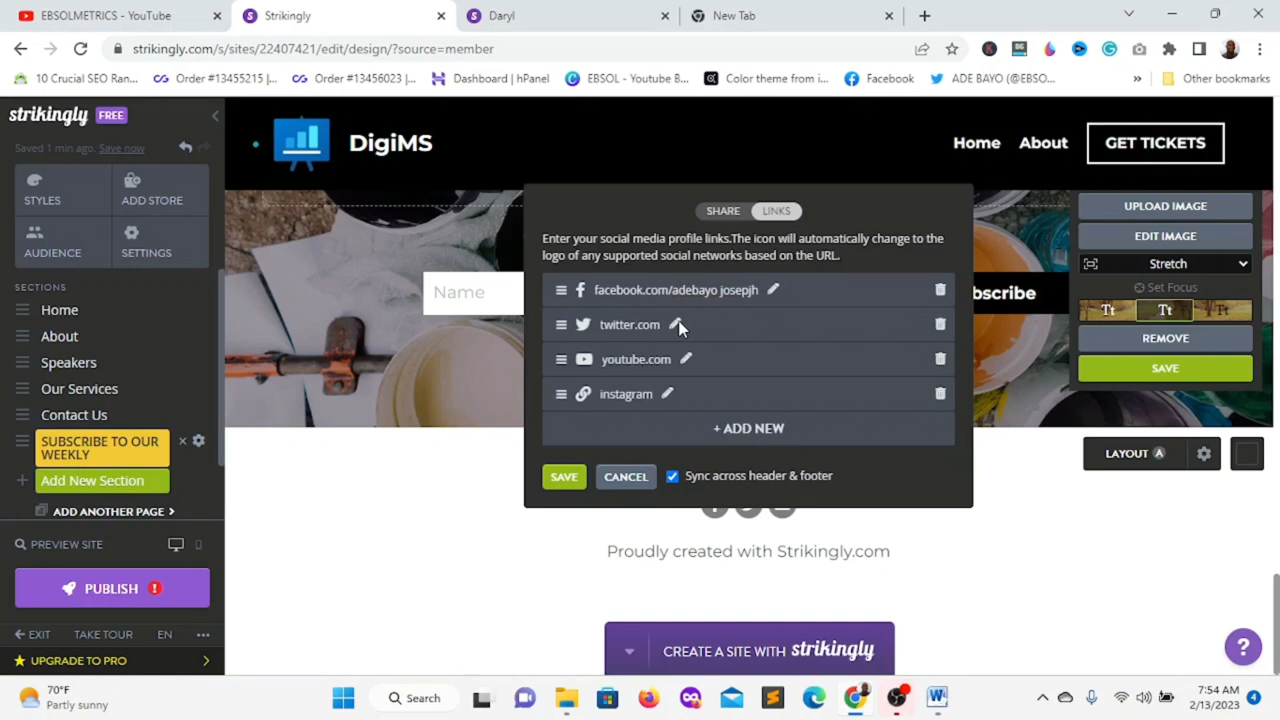 EBSOLMETRICS - YouTube
Strikingly
Daryl
New Tab
strikingly.com/s/sites/22407421/edit/design/?source=member
10 Crucial SEO Ran...
Order #13455215 |...
Order #13456023 |...
Dashboard | hPanel
EBSOL - Youtube B...
Color theme from i...
Facebook
ADE BAYO (@EBSO...
»
Other bookmarks
strikingly FREE
Saved 1 min ago. Save now
STYLES
ADD STORE
AUDIENCE
SETTINGS
SECTIONS
Home
About
Speakers
Our Services
Contact Us
SUBSCRIBE TO OUR
WEEKLY
Add New Section
ADD ANOTHER PAGE
PREVIEW SITE
PUBLISH !
EXIT
TAKE TOUR
EN
UPGRADE TO PRO
DigiMS
Home
About
GET TICKETS
Name
bscribe
SHARE
LINKS
Enter your social media profile links.The icon will automatically change to the
logo of any supported social networks based on the URL.
facebook.com/adebayo josepjh
twitter.com
youtube.com
instagram
+ ADD NEW
SAVE
CANCEL
Sync across header & footer
UPLOAD IMAGE
EDIT IMAGE
Stretch
Set Focus
Tt
Tt
Tt
REMOVE
SAVE
LAYOUT A
Proudly created with Strikingly.com
CREATE A SITE WITH strikingly
?
70°F
Partly sunny
Search
7:54 AM
2/13/2023
4